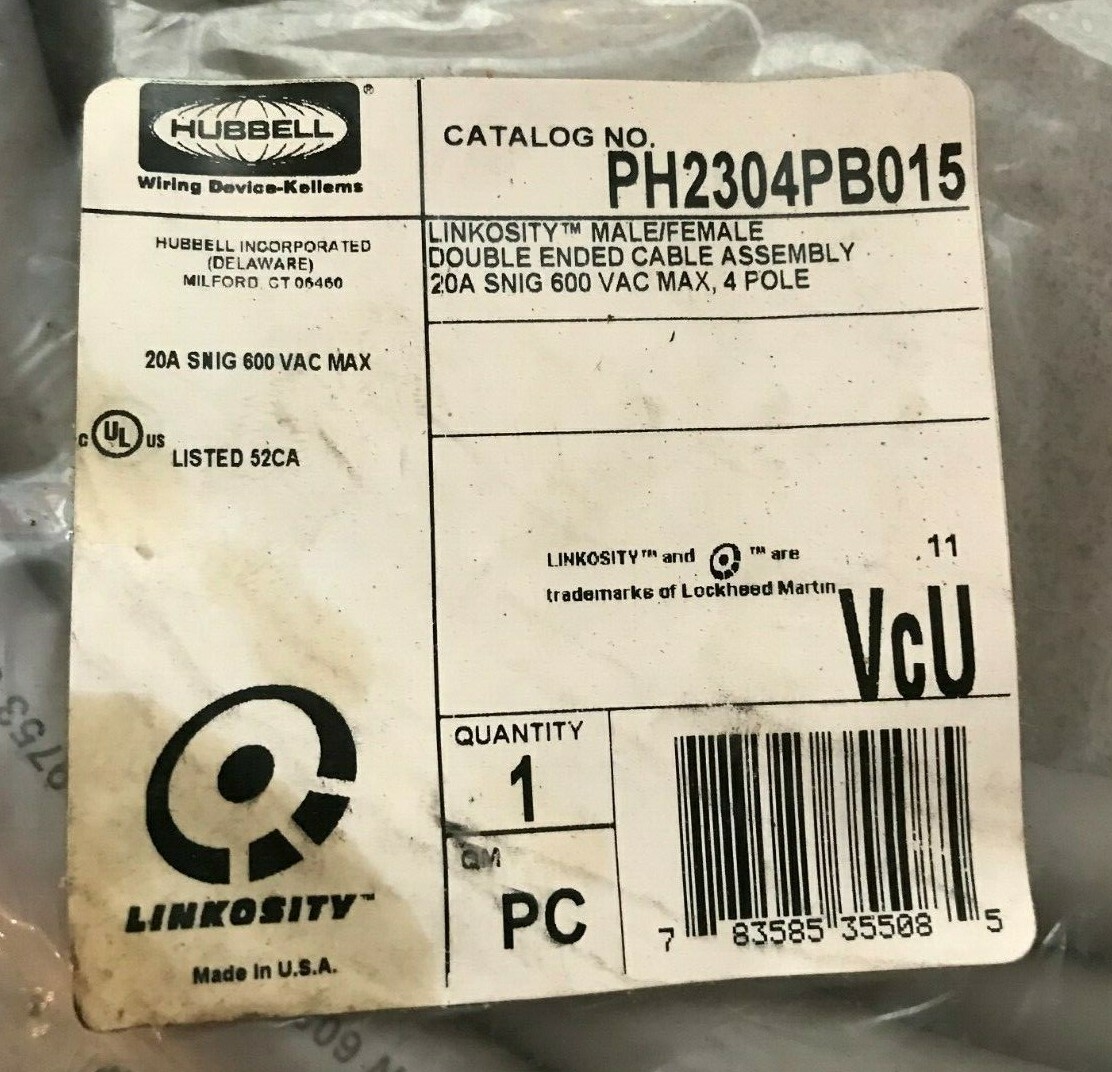 HUBBELL ®
Wiring Device-Kellems
CATALOG NO.
PH2304PB015
HUBBELL INCORPORATED
(DELAWARE)
MILFORD, CT 06460
LINKOSITY™ MALE/FEMALE
DOUBLE ENDED CABLE ASSEMBLY
20A SNIG 600 VAC MAX, 4 POLE
20A SNIG 600 VAC MAX
c UL us
LISTED 52CA
LINKOSITY™ and ™ are
trademarks of Lockheed Martin
11
VcU
LINKOSITY™
Made in U.S.A.
QUANTITY
1
QM
PC
7 83585 35508 5